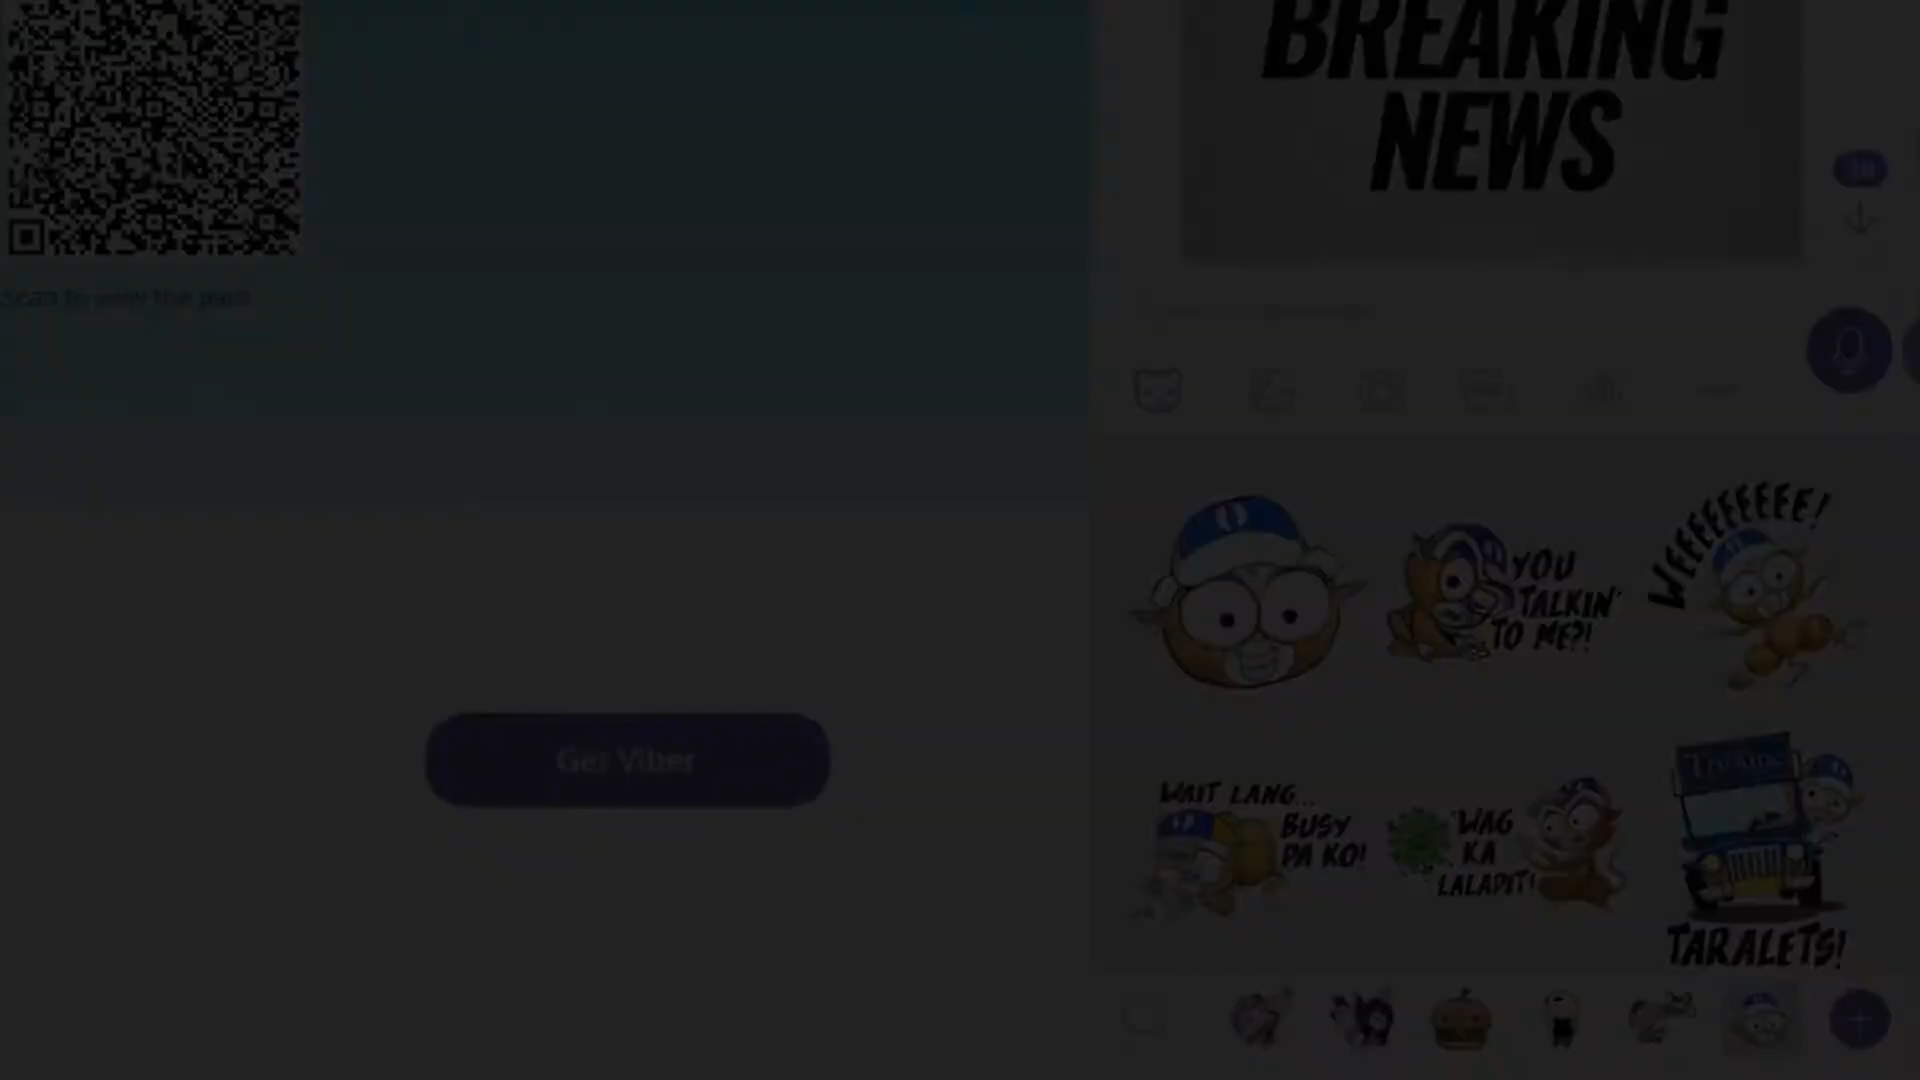 Scan to view the pack
Get Viber
BREAKING
NEWS
WEEEEEEEEE!
YOU
TALKIN'
TO ME?!
WAIT LANG...
BUSY
PA KO!
WAG
KA
LALAPIT!
TARALETS!